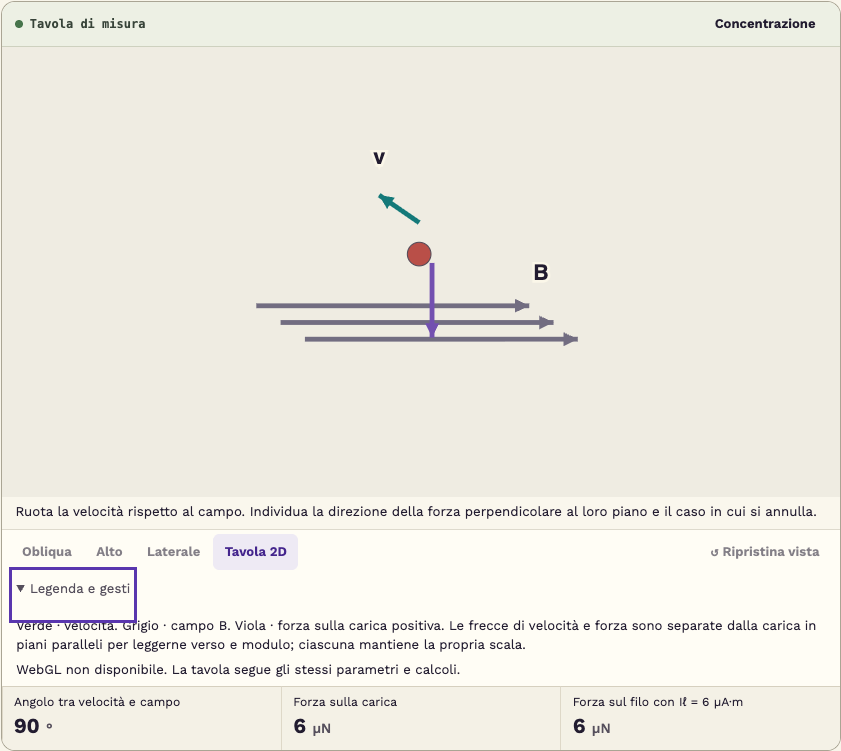 Tavola di misura
Concentrazione
v
B
Ruota la velocità rispetto al campo. Individua la direzione della forza perpendicolare al loro piano e il caso in cui si annulla.
Obliqua Alto Laterale Tavola 2D ↺ Ripristina vista
▼ Legenda e gesti
Verde · velocità. Grigio · campo B. Viola · forza sulla carica positiva. Le frecce di velocità e forza sono separate dalla carica in
piani paralleli per leggerne verso e modulo; ciascuna mantiene la propria scala.
WebGL non disponibile. La tavola segue gli stessi parametri e calcoli.
Angolo tra velocità e campo
90 °
Forza sulla carica
6 µN
Forza sul filo con Iℓ = 6 µA·m
6 µN